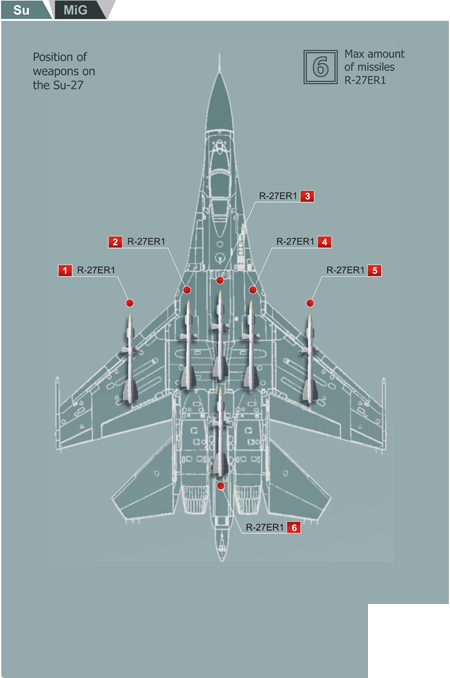 Su MiG
Position of
weapons on
the Su-27
6
Max amount
of missiles
R-27ER1
R-27ER1 3
2 R-27ER1
R-27ER1 4
1 R-27ER1
R-27ER1 5
R-27ER1 6